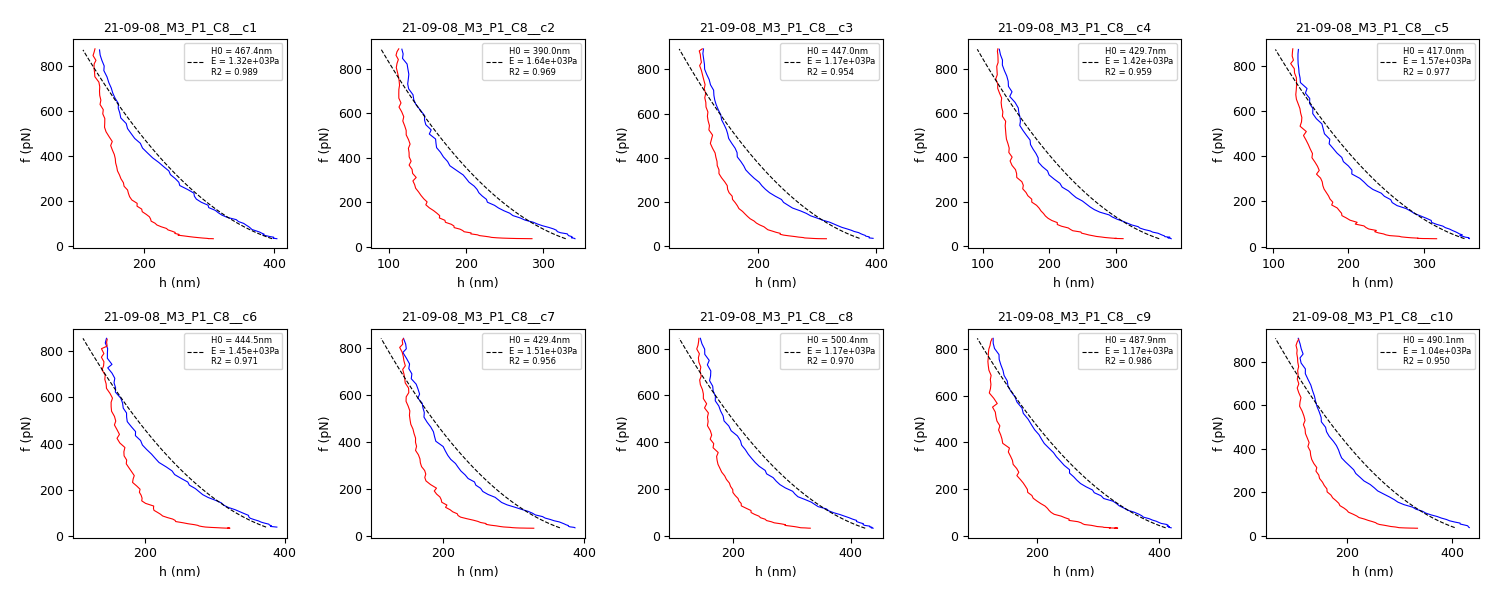 21-09-08_M3_P1_C8__c1
21-09-08_M3_P1_C8__c2
21-09-08_M3_P1_C8__c3
21-09-08_M3_P1_C8__c4
21-09-08_M3_P1_C8__c5
H0 = 467.4nm
E = 1.32e+03Pa
R2 = 0.989
H0 = 390.0nm
E = 1.64e+03Pa
R2 = 0.969
H0 = 447.0nm
E = 1.17e+03Pa
R2 = 0.954
H0 = 429.7nm
E = 1.42e+03Pa
R2 = 0.959
H0 = 417.0nm
E = 1.57e+03Pa
R2 = 0.977
f (pN)
800
600
400
200
0
f (pN)
800
600
400
200
0
f (pN)
800
600
400
200
0
f (pN)
800
600
400
200
0
f (pN)
800
600
400
200
0
200 400
100 200 300
200 400
100 200 300
100 200 300
h (nm)
h (nm)
h (nm)
h (nm)
h (nm)
21-09-08_M3_P1_C8__c6
21-09-08_M3_P1_C8__c7
21-09-08_M3_P1_C8__c8
21-09-08_M3_P1_C8__c9
21-09-08_M3_P1_C8__c10
H0 = 444.5nm
E = 1.45e+03Pa
R2 = 0.971
H0 = 429.4nm
E = 1.51e+03Pa
R2 = 0.956
H0 = 500.4nm
E = 1.17e+03Pa
R2 = 0.970
H0 = 487.9nm
E = 1.17e+03Pa
R2 = 0.986
H0 = 490.1nm
E = 1.04e+03Pa
R2 = 0.950
f (pN)
800
600
400
200
0
f (pN)
800
600
400
200
0
f (pN)
800
600
400
200
0
f (pN)
800
600
400
200
0
f (pN)
800
600
400
200
0
200 400
200 400
200 400
200 400
200 400
h (nm)
h (nm)
h (nm)
h (nm)
h (nm)